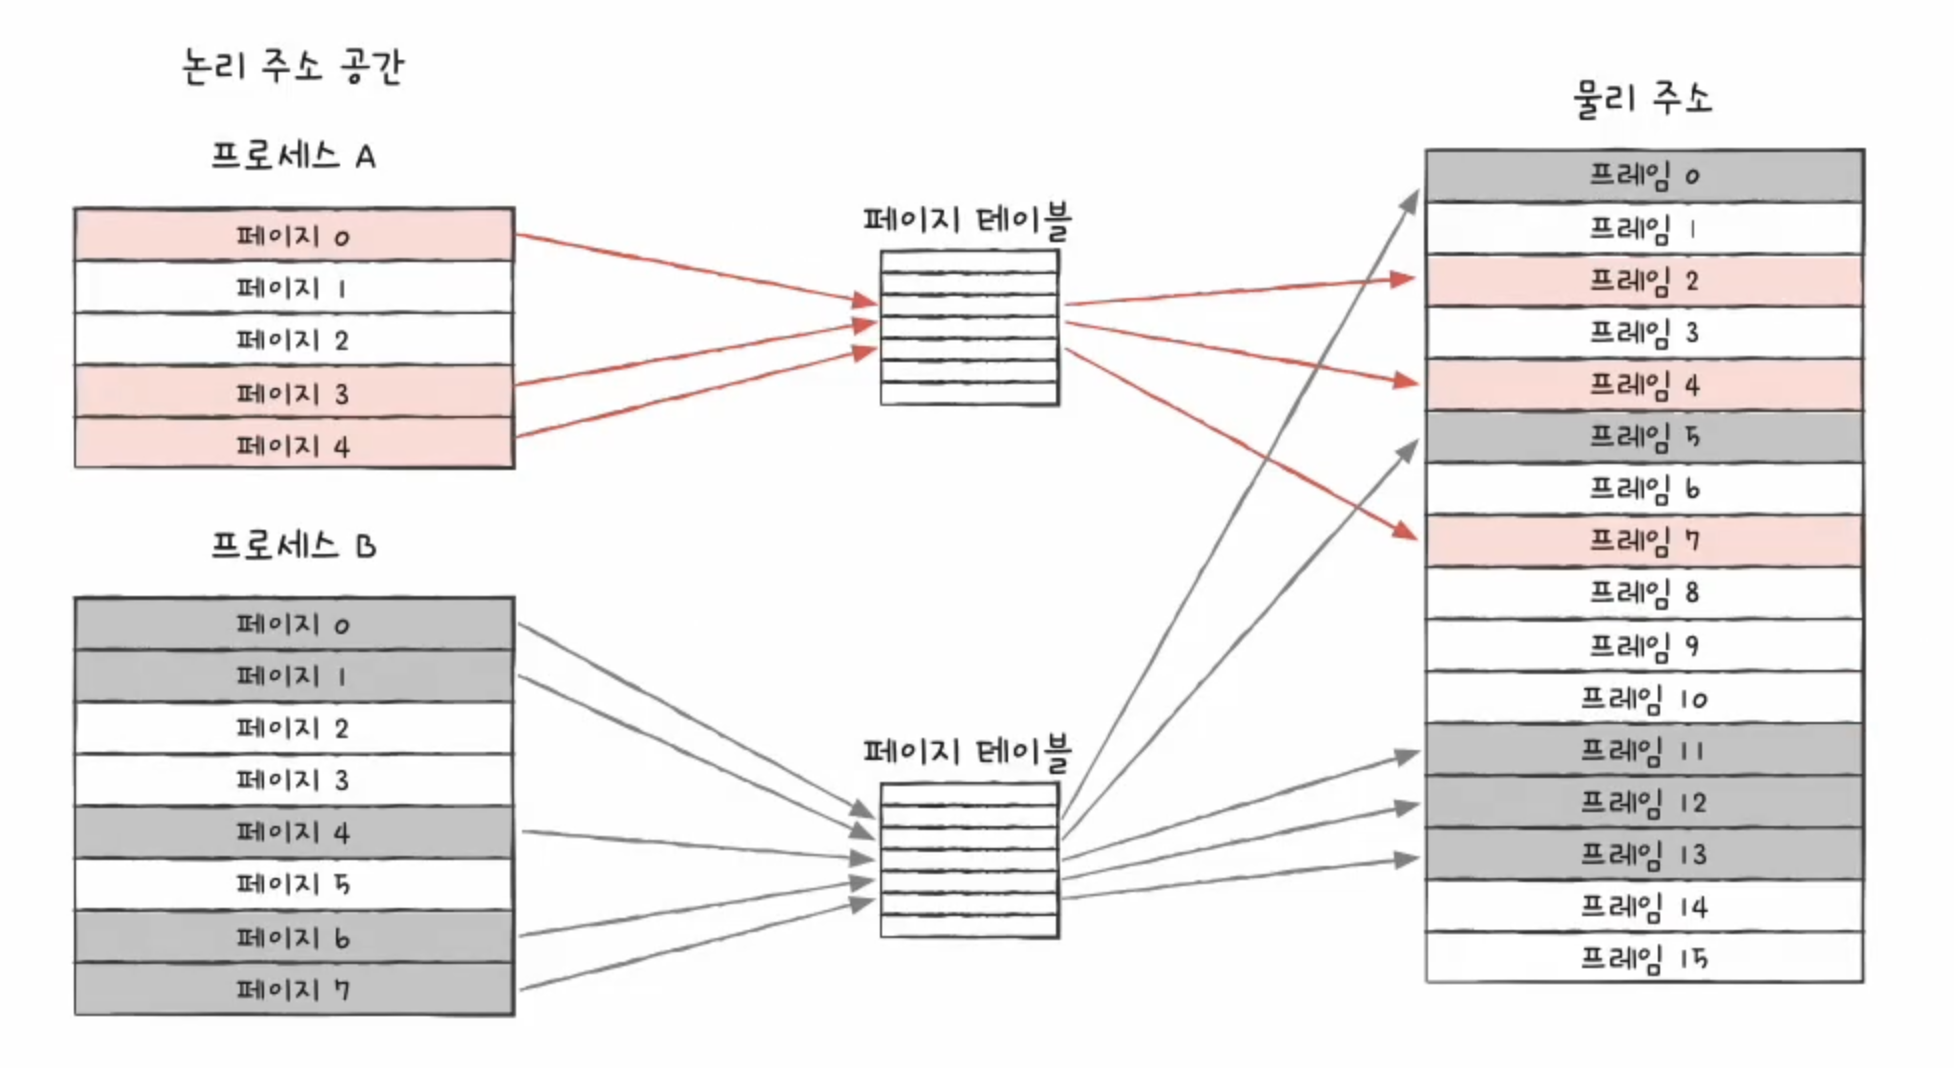 논리 주소 공간
프로세스 A
페이지 0
페이지 1
페이지 2
페이지 3
페이지 4
프로세스 B
페이지 0
페이지 1
페이지 2
페이지 3
페이지 4
페이지 5
페이지 6
페이지 7
페이지 테이블
페이지 테이블
물리 주소
프레임 0
프레임 1
프레임 2
프레임 3
프레임 4
프레임 5
프레임 6
프레임 7
프레임 8
프레임 9
프레임 10
프레임 11
프레임 12
프레임 13
프레임 14
프레임 15